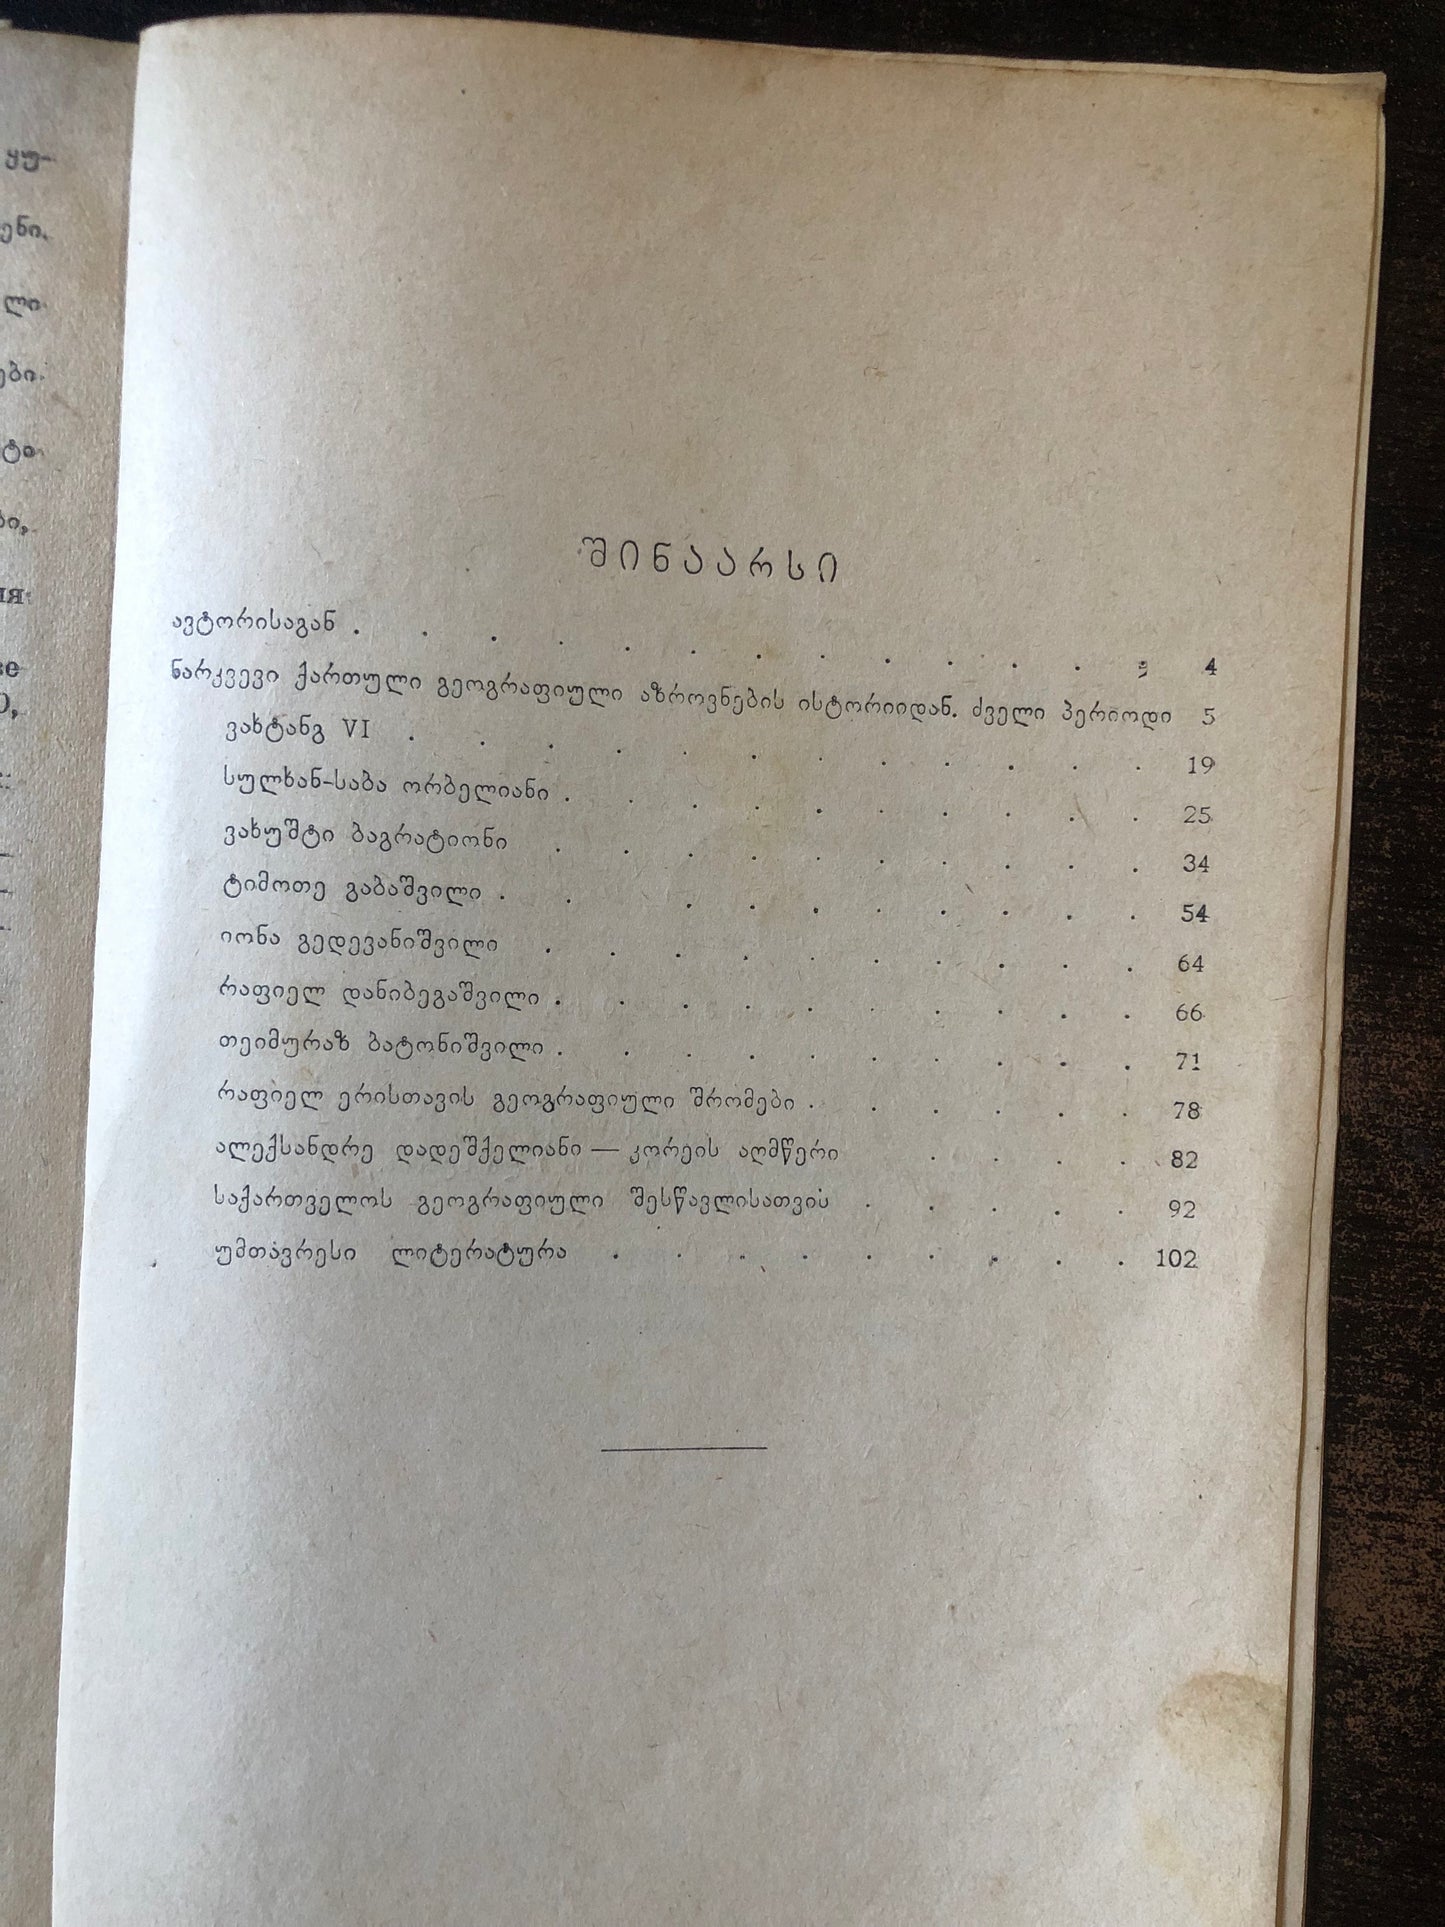 შინაარსი
ავტორისაგან . . . . . . . . . . . . . 4
ნარკვევი ქართული გეოგრაფიული აზროვნების ისტორიიდან. ძველი პერიოდი 5
ვახტანგ VI . . . . . . . . . . . . 19
სულხან-საბა ორბელიანი . . . . . . . . . . 25
ვახუშტი ბაგრატიონი . . . . . . . . . . 34
ტიმოთე გაბაშვილი . . . . . . . . . . 54
იონა გედევანიშვილი . . . . . . . . . . 64
რაფიელ დანიბეგაშვილი . . . . . . . . . . 66
თეიმურაზ ბატონიშვილი . . . . . . . . . . 71
რაფიელ ერისთავის გეოგრაფიული შრომები . . . . . . 78
ალექსანდრე დადეშქელიანი — კორეის აღმწერი . . . . 82
საქართველოს გეოგრაფიული შესწავლისათვის . . . . . 92
უმთავრესი ლიტერატურა . . . . . . . . 102